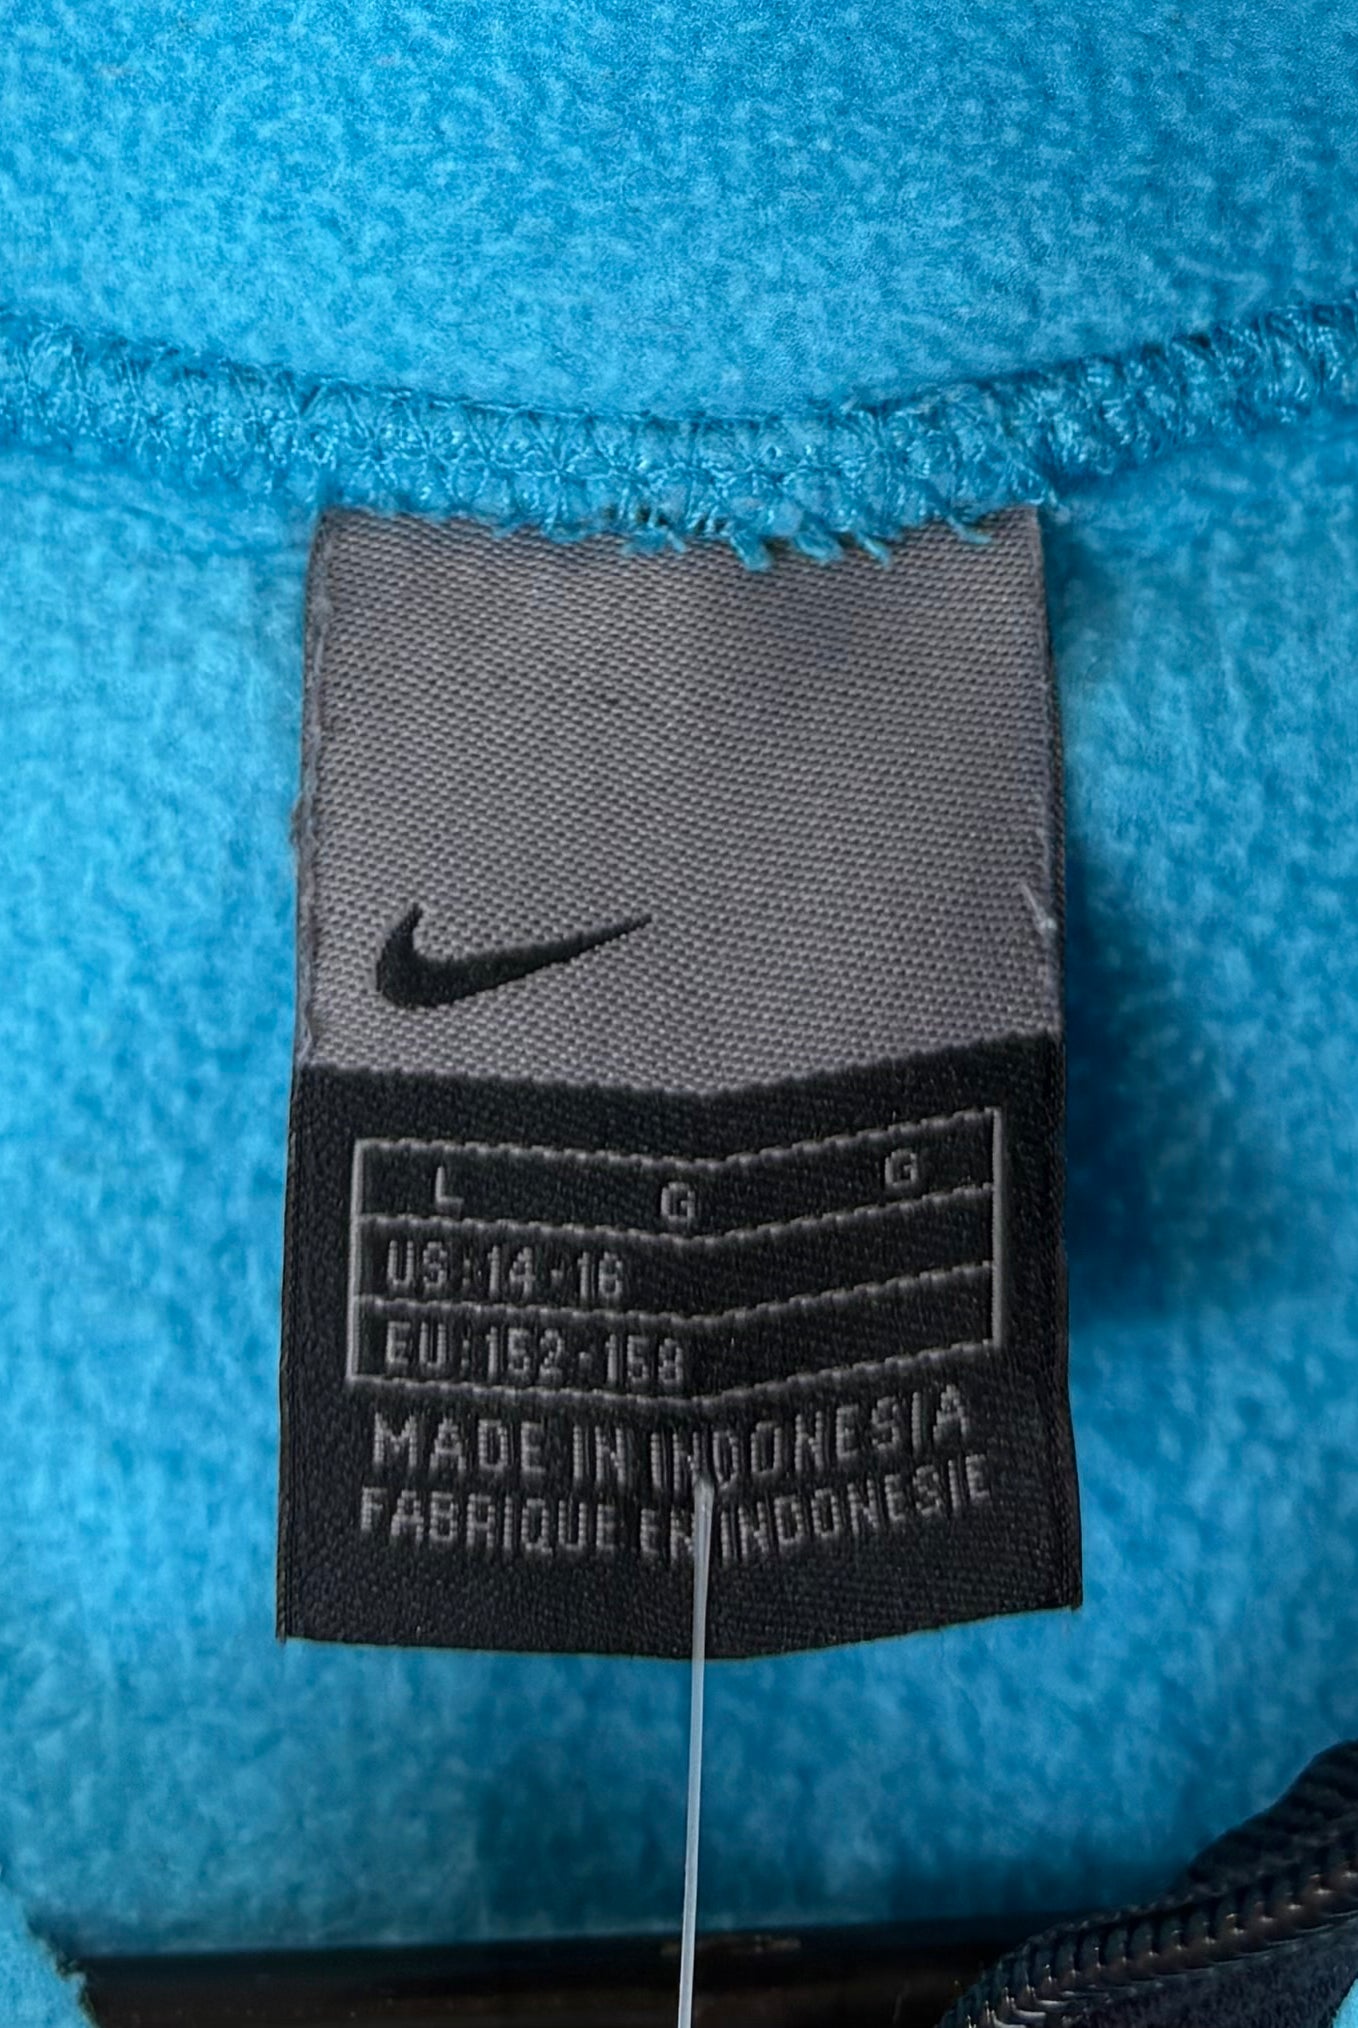 L G G
US: 14-16
EU: 152-158
MADE IN INDONESIA
FABRIQUE EN INDONESIE